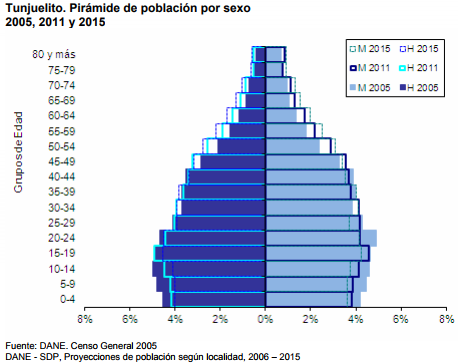 Tunjuelito. Pirámide de población por sexo
2005, 2011 y 2015
Grupos de Edad
80 y más
75-79
70-74
65-69
60-64
55-59
50-54
45-49
40-44
35-39
30-34
25-29
20-24
15-19
10-14
5-9
0-4
M 2015 H 2015
M 2011 H 2011
M 2005 H 2005
8% 6% 4% 2% 0% 2% 4% 6% 8%
Fuente: DANE. Censo General 2005
DANE - SDP, Proyecciones de población según localidad, 2006 – 2015